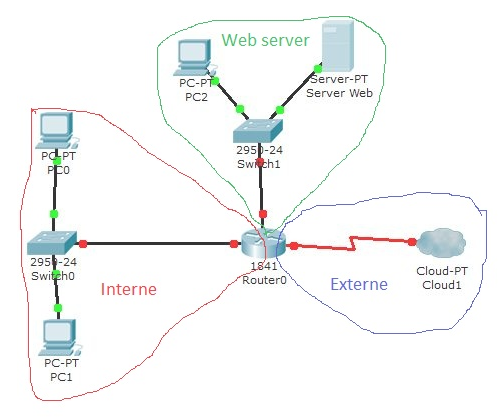 Web server
PC-PT
PC2
Server-PT
Server Web
2950-24
Switch1
PC-PT
PC0
2950-24
Switch0
1841
Router0
Cloud-PT
Cloud1
Interne
Externe
PC-PT
PC1